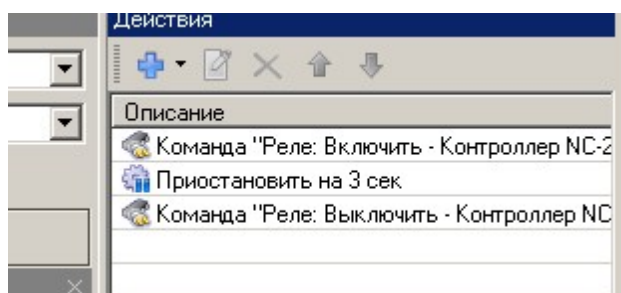 Действия
Описание
Команда "Реле: Включить - Контроллер NC-2
Приостановить на 3 сек
Команда "Реле: Выключить - Контроллер NC